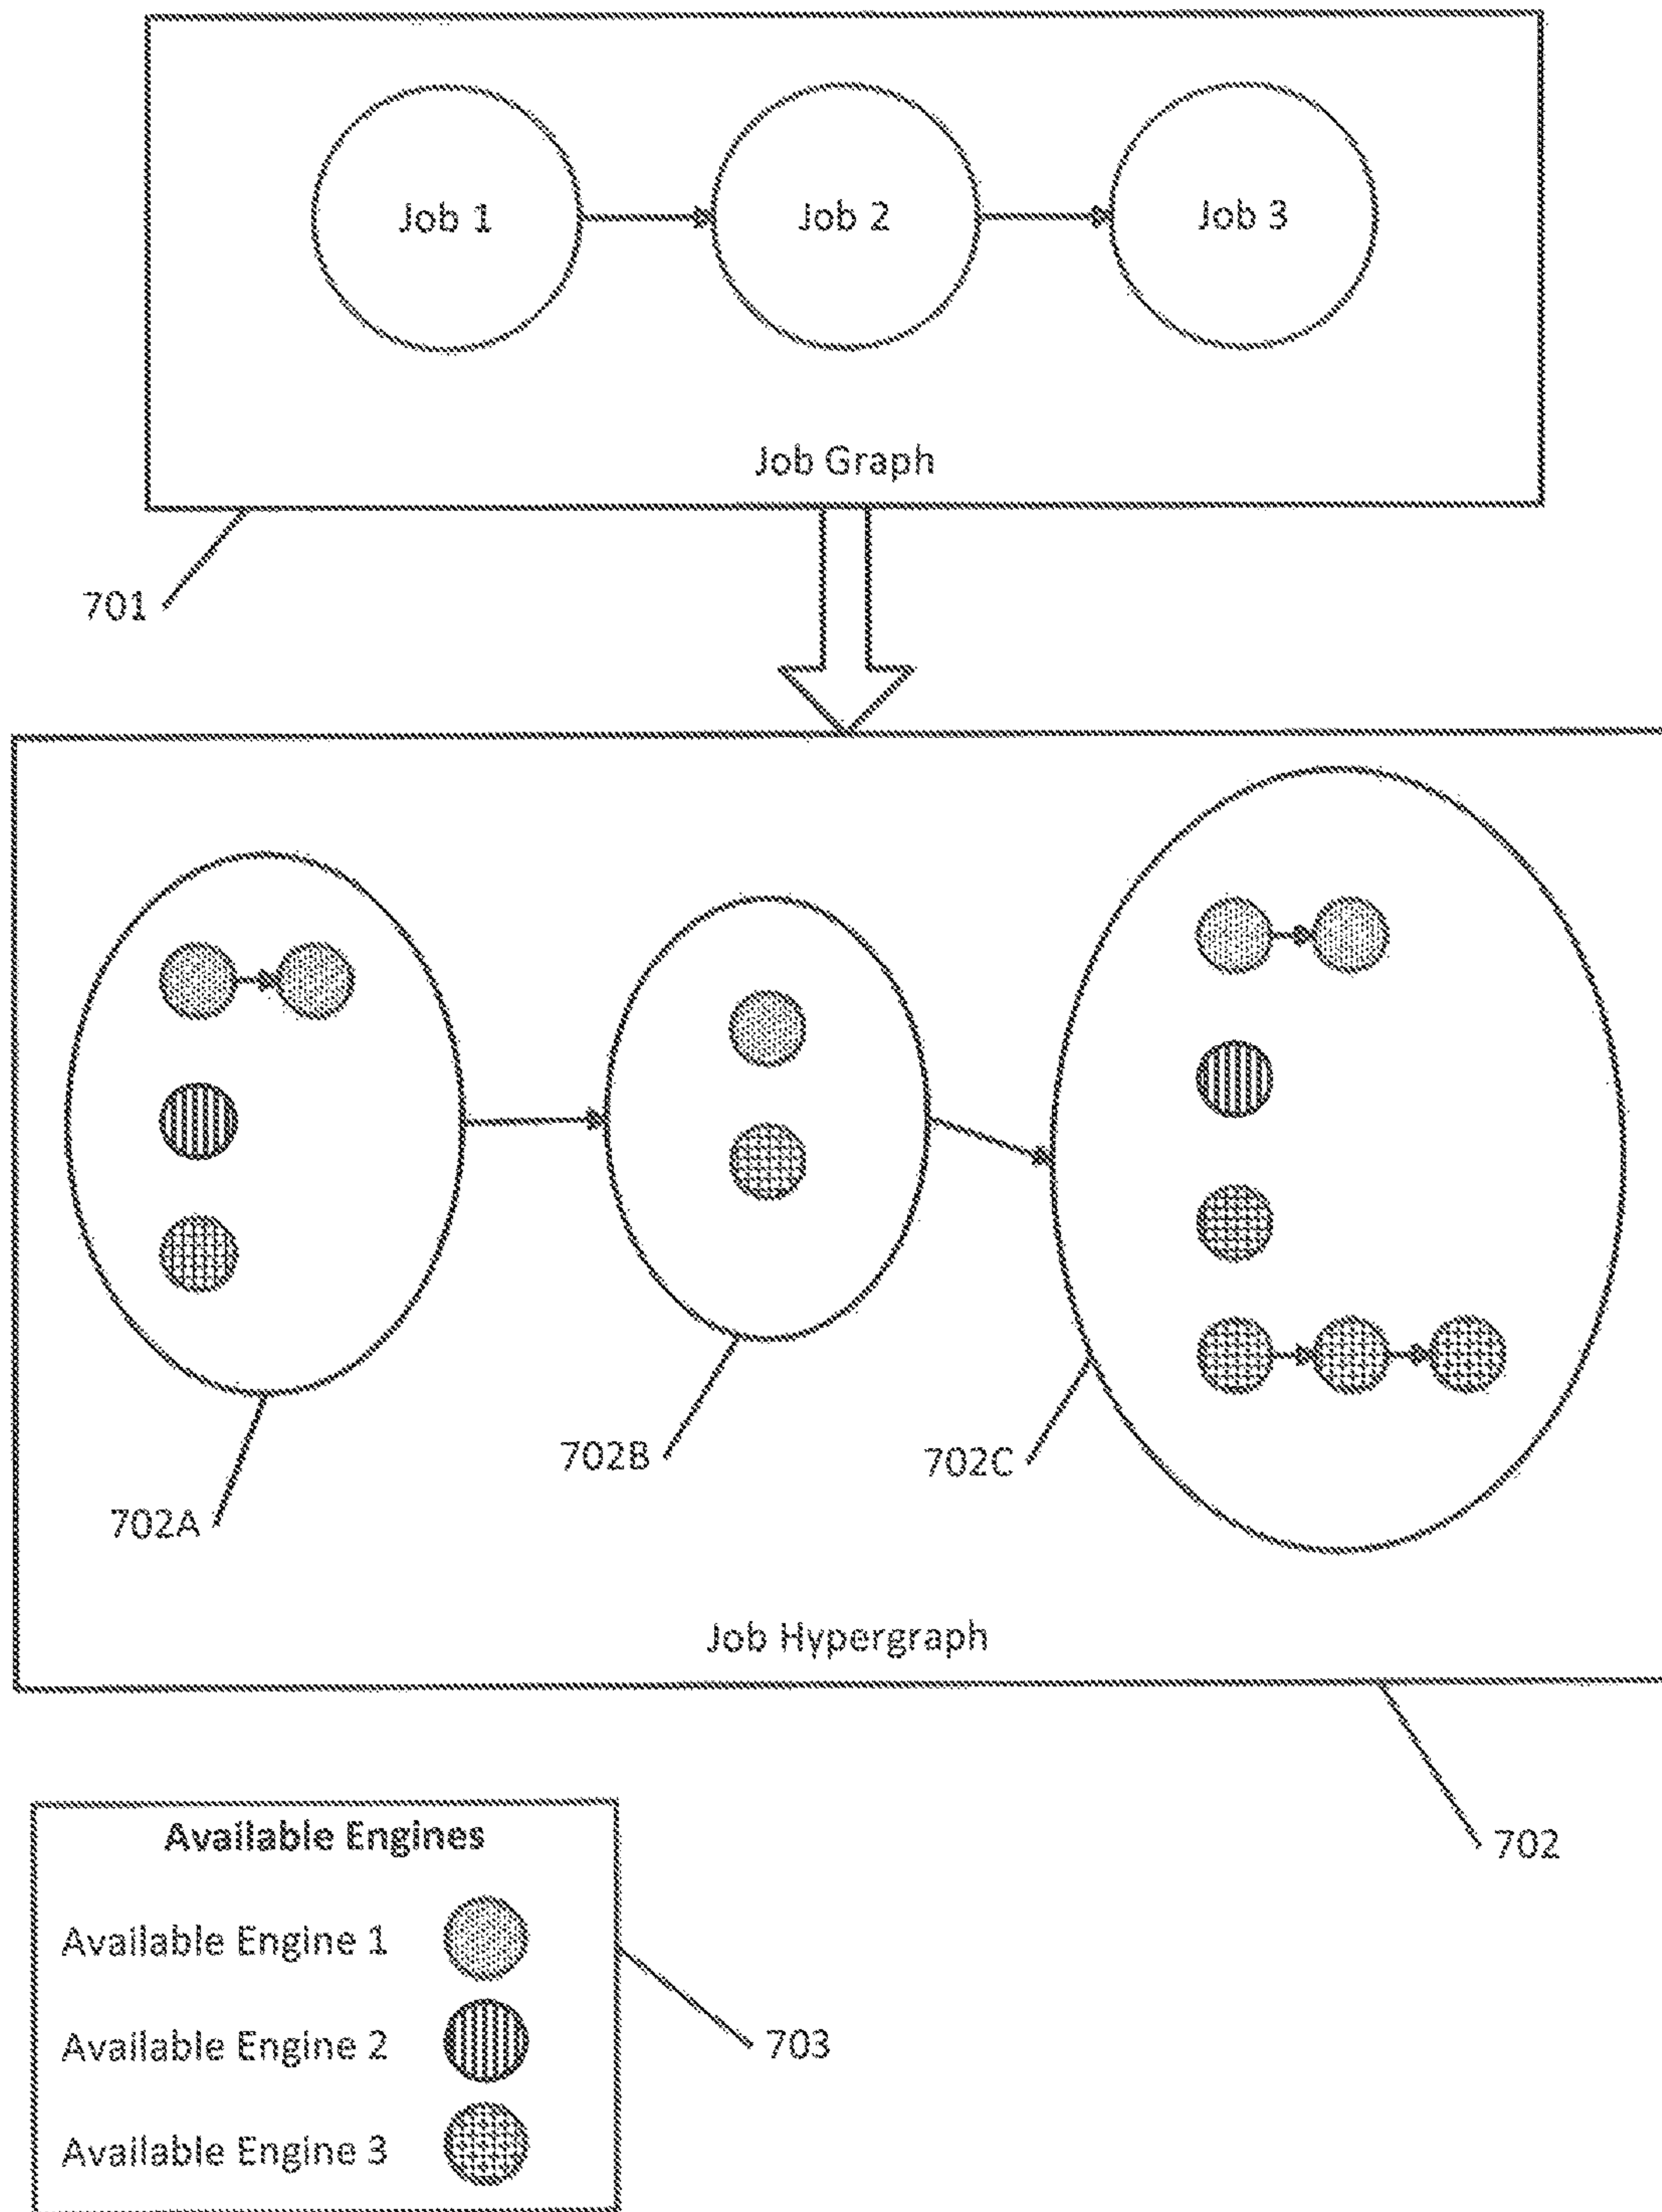 Job 1
Job 2
Job 3
Job Graph
701
702B
702C
702A
Job Hypergraph
702
Available Engines
Available Engine 1
Available Engine 2
703
Available Engine 3